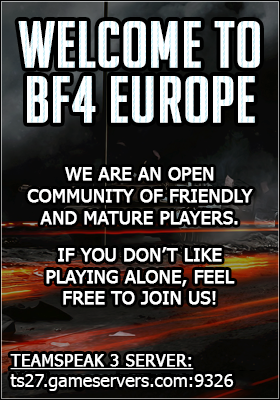 WELCOME TO
BF4 EUROPE
WE ARE AN OPEN
COMMUNITY OF FRIENDLY
AND MATURE PLAYERS.
IF YOU DON'T LIKE
PLAYING ALONE, FEEL
FREE TO JOIN US!
TEAMSPEAK 3 SERVER:
ts27.gameservers.com:9326